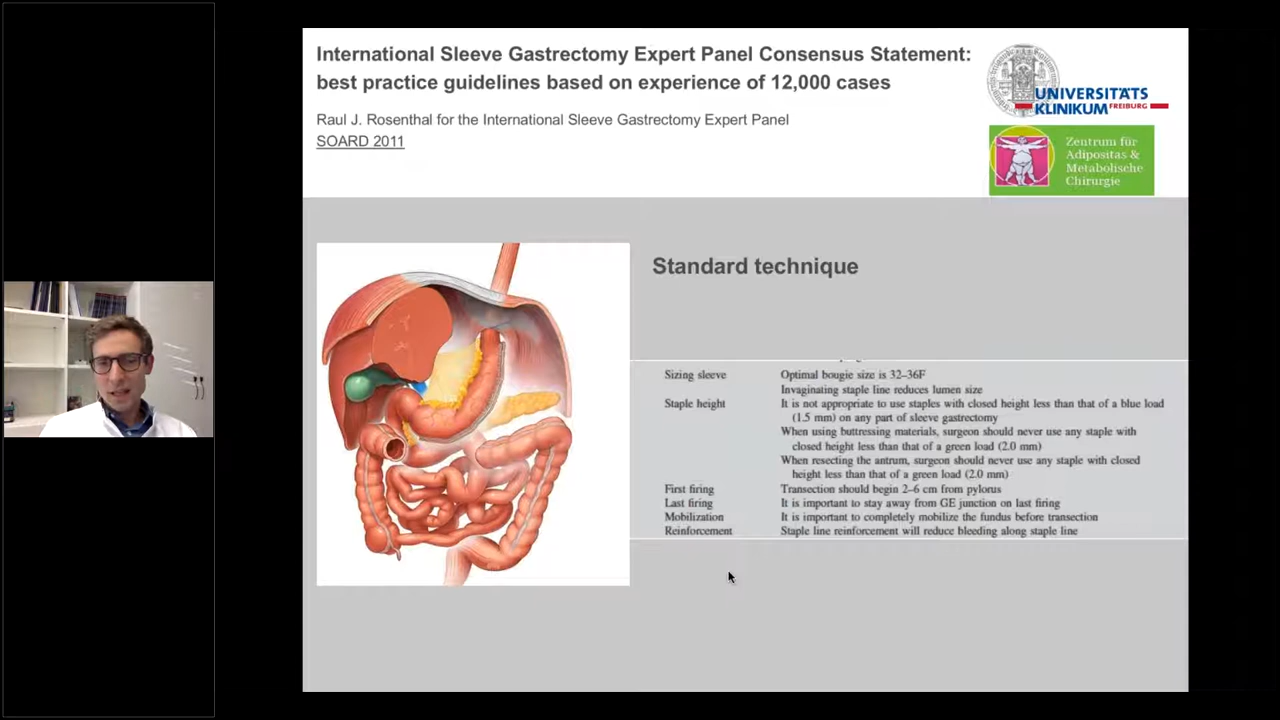 International Sleeve Gastrectomy Expert Panel Consensus Statement:
best practice guidelines based on experience of 12,000 cases
Raul J. Rosenthal for the International Sleeve Gastrectomy Expert Panel
SOARD 2011
UNIVERSITÄTS
KLINIKUM FREIBURG
Zentrum für
Adipositas &
Metabolische
Chirurgie
Standard technique
Sizing sleeve Optimal bougie size is 32–36F
Invaginating staple line reduces lumen size
Staple height It is not appropriate to use staples with closed height less than that of a blue load
(1.5 mm) on any part of sleeve gastrectomy
When using buttressing materials, surgeon should never use any staple with
closed height less than that of a green load (2.0 mm)
When resecting the antrum, surgeon should never use any staple with closed
height less than that of a green load (2.0 mm)
First firing Transection should begin 2–6 cm from pylorus
Last firing It is important to stay away from GE junction on last firing
Mobilization It is important to completely mobilize the fundus before transection
Reinforcement Staple line reinforcement will reduce bleeding along staple line